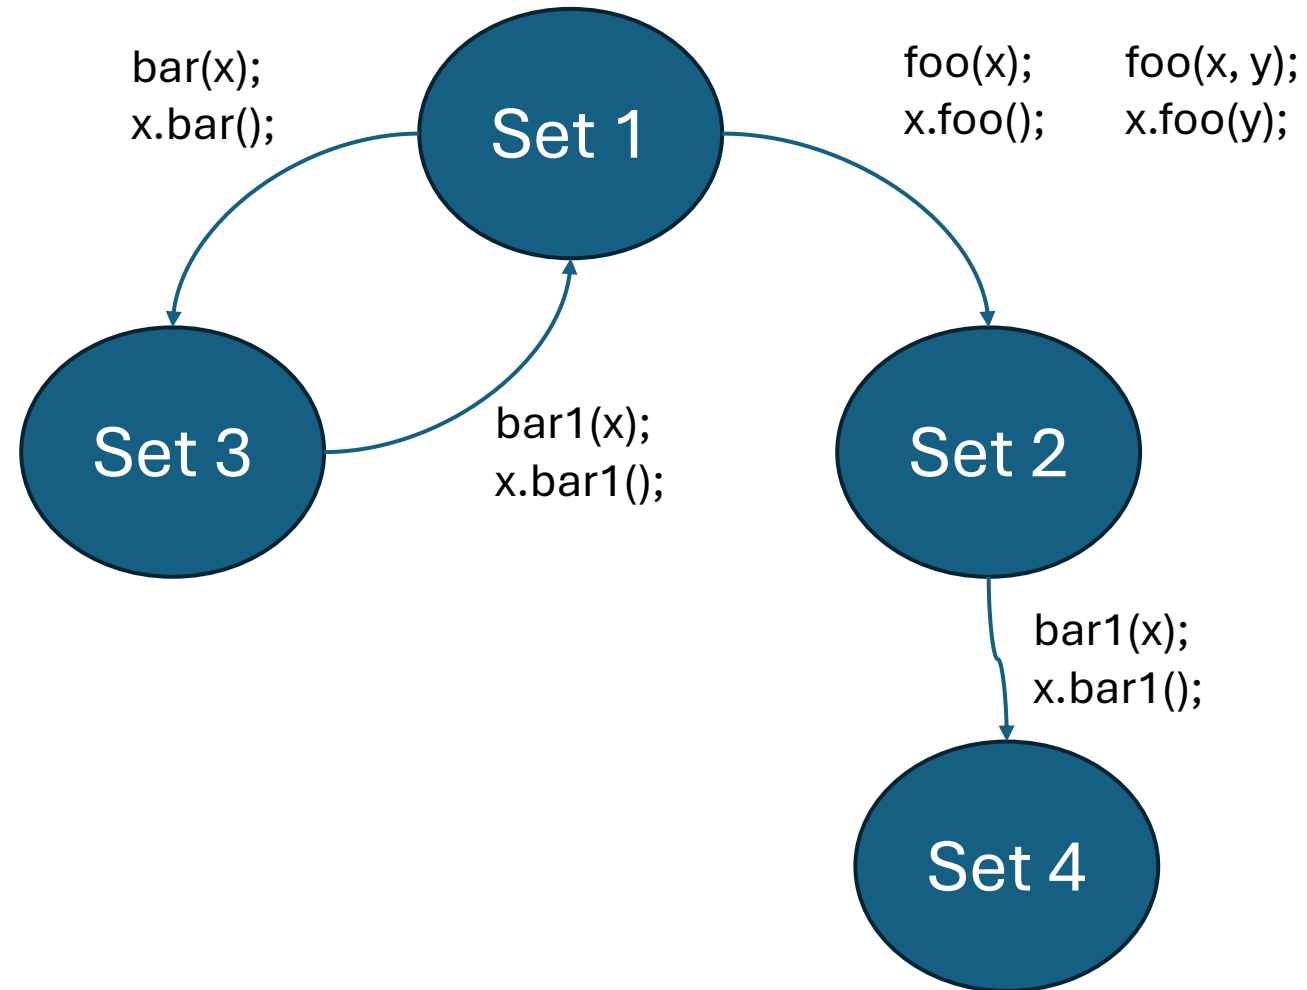 bar(x);
x.bar();
Set 1
foo(x);
x.foo();
foo(x, y);
x.foo(y);
Set 3
bar1(x);
x.bar1();
Set 2
bar1(x);
x.bar1();
Set 4